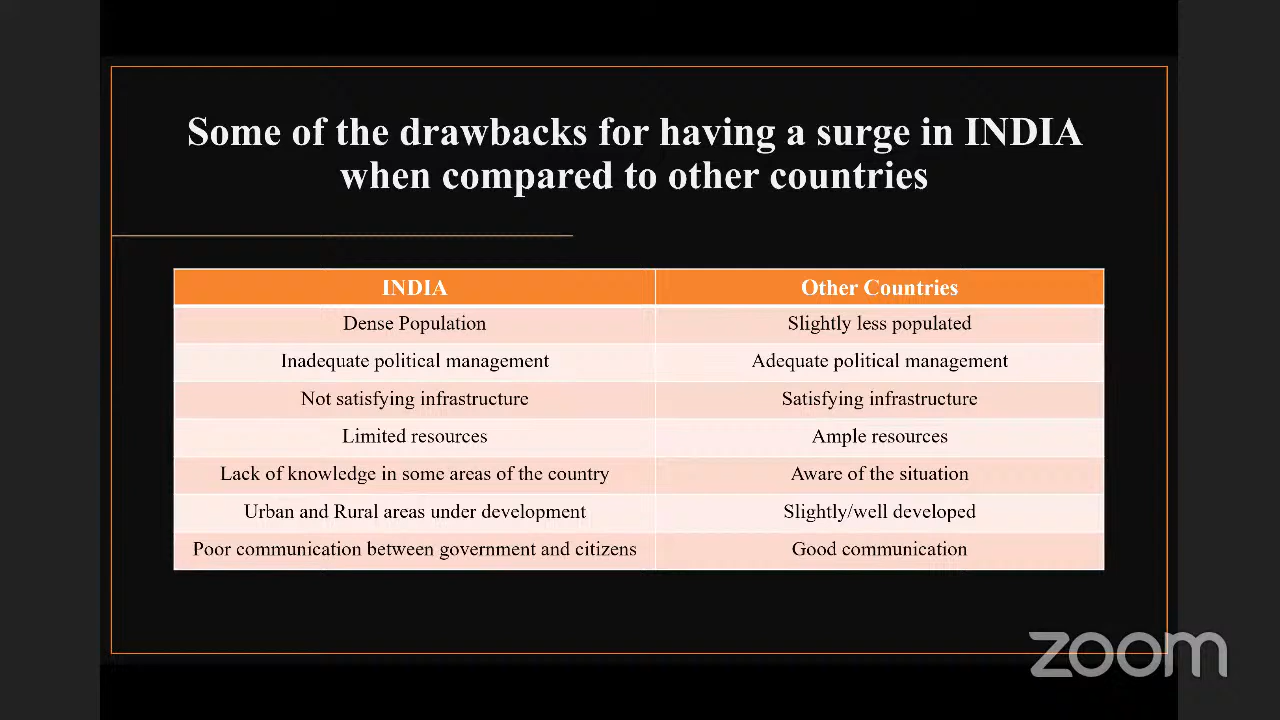 Some of the drawbacks for having a surge in INDIA
when compared to other countries
INDIA Other Countries
Dense Population Slightly less populated
Inadequate political management Adequate political management
Not satisfying infrastructure Satisfying infrastructure
Limited resources Ample resources
Lack of knowledge in some areas of the country Aware of the situation
Urban and Rural areas under development Slightly/well developed
Poor communication between government and citizens Good communication
zoom